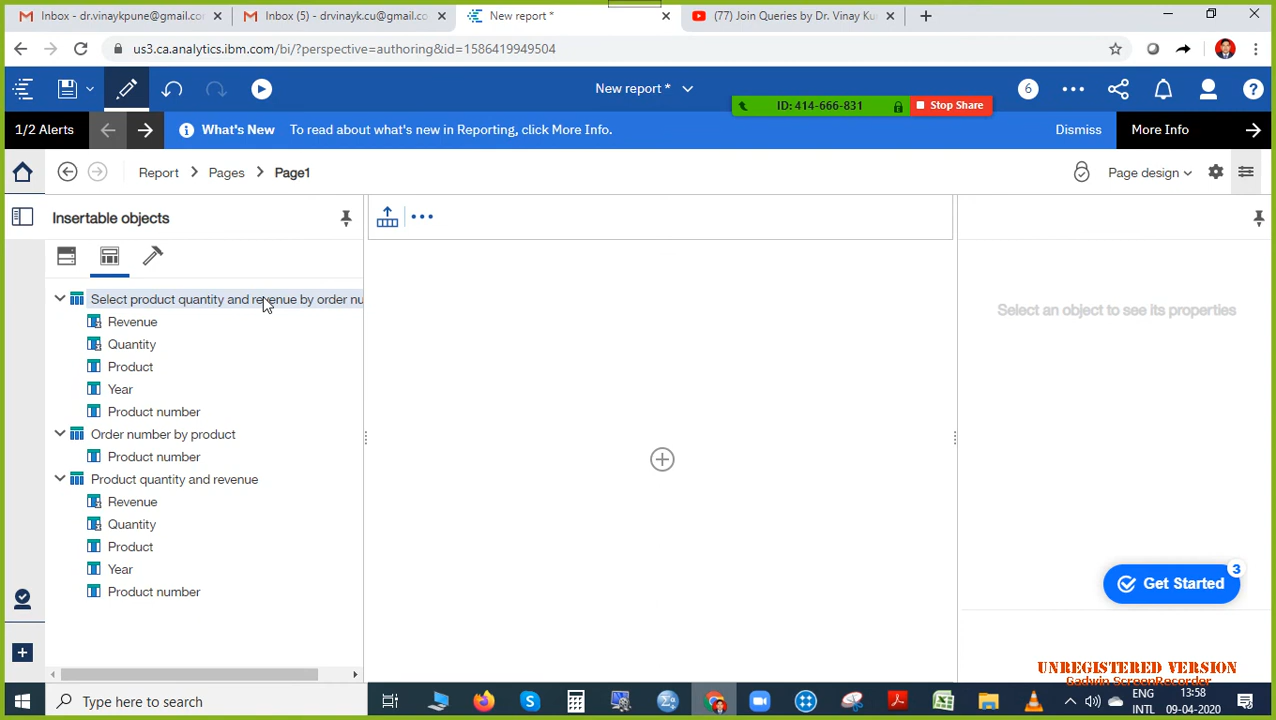 Inbox - dr.vinaykpune@gmail.com
Inbox (5) - drvinayk.cu@gmail.com
New report *
(77) Join Queries by Dr. Vinay Ku
us3.ca.analytics.ibm.com/bi/?perspective=authoring&id=1586419949504
New report *
6
ID: 414-666-831
Stop Share
1/2 Alerts
What's New
To read about what's new in Reporting, click More Info.
Dismiss
More Info
Report
Pages
Page1
Page design
Insertable objects
Select product quantity and revenue by order nu
Revenue
Quantity
Product
Year
Product number
Order number by product
Product number
Product quantity and revenue
Revenue
Quantity
Product
Year
Product number
Select an object to see its properties
3
Get Started
UNREGISTERED VERSION
Gadwin ScreenRecorder
Type here to search
ENG
INTL
13:58
09-04-2020